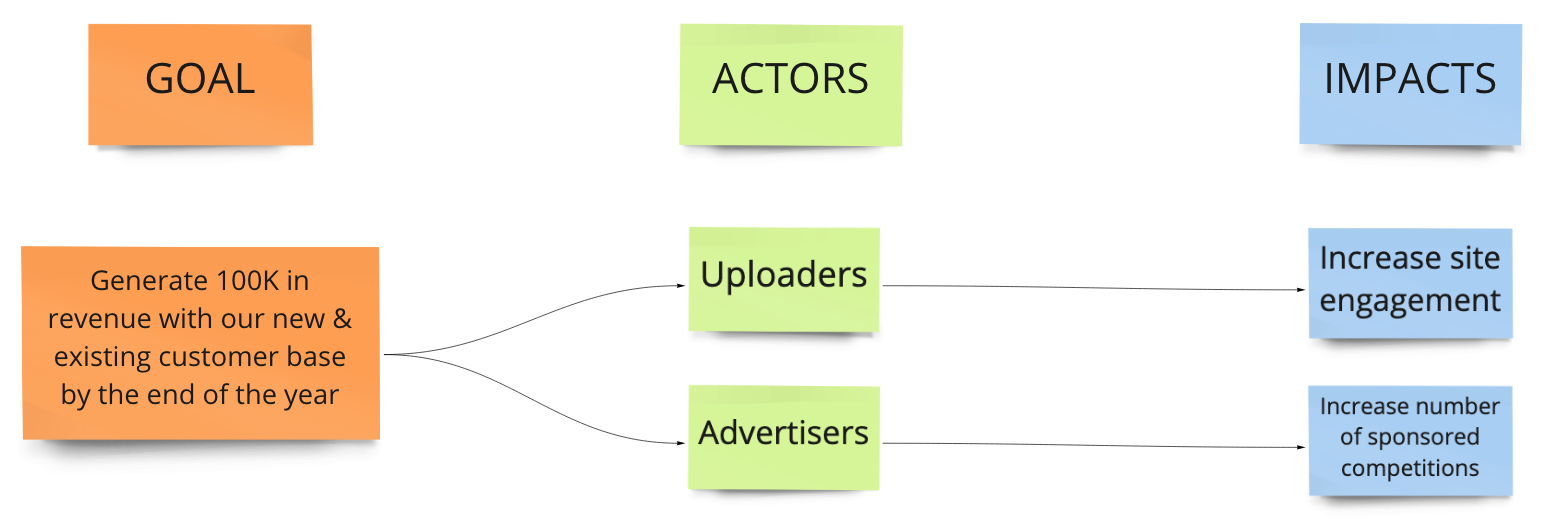 GOAL
ACTORS
IMPACTS
Generate 100K in
revenue with our new &
existing customer base
by the end of the year
Uploaders
Increase site
engagement
Advertisers
Increase number
of sponsored
competitions